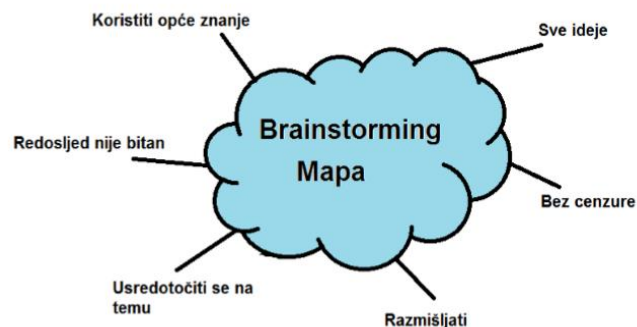 Koristiti opće znanje
Sve ideje
Brainstorming
Mapa
Redosljed nije bitan
Bez cenzure
Usredotočiti se na
temu
Razmišljati